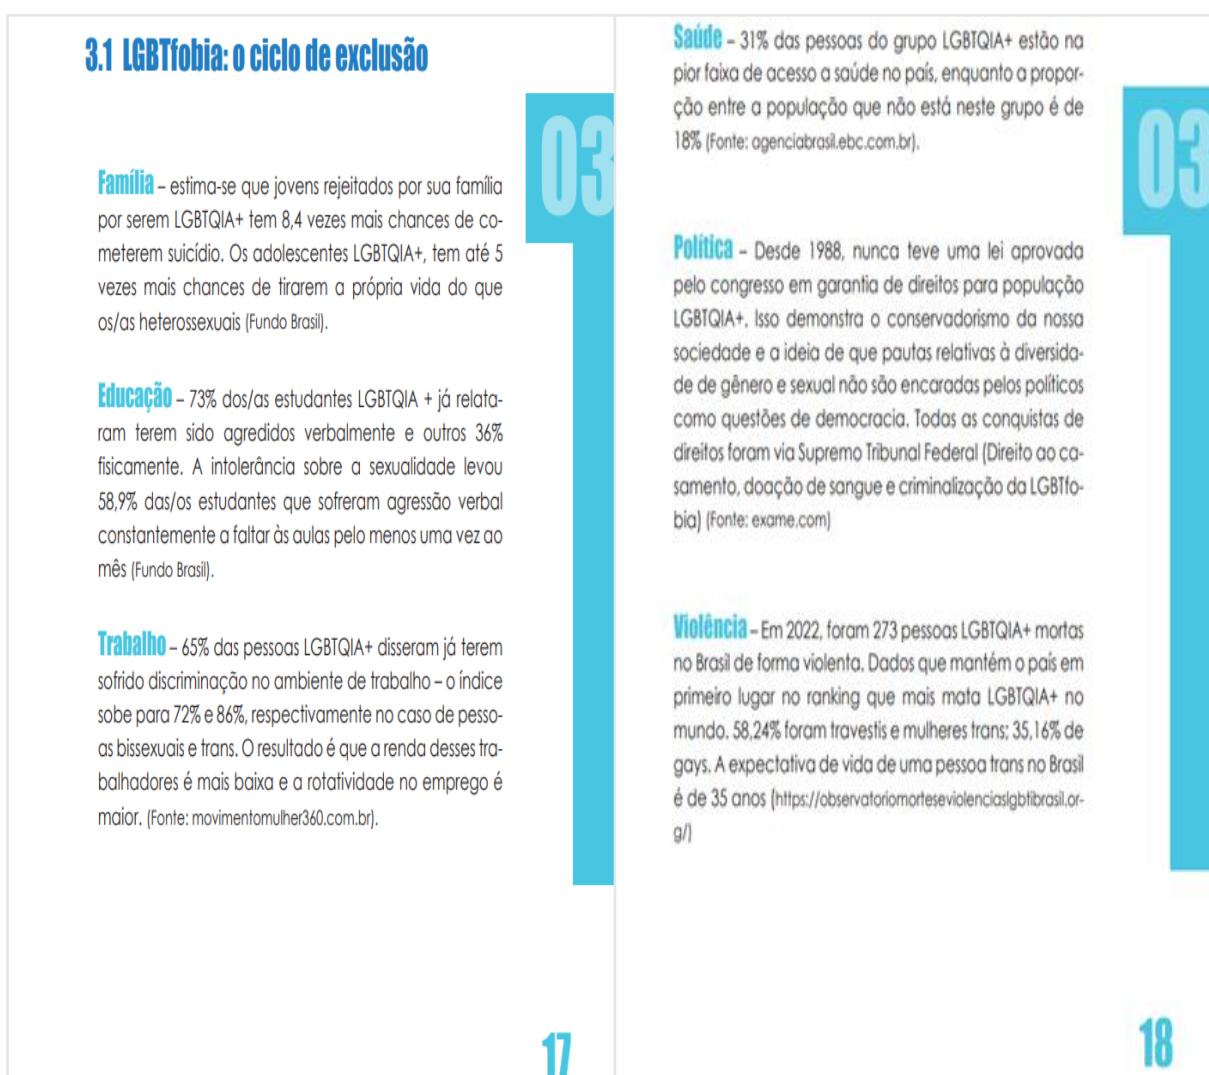 3.1 LGBTfobia: o ciclo de exclusão
03
Família – estima-se que jovens rejeitados por sua família
por serem LGBTQIA+ tem 8,4 vezes mais chances de co-
meterem suicídio. Os adolescentes LGBTQIA+, tem até 5
vezes mais chances de tirarem a própria vida do que
os/as heterossexuais (Fundo Brasil).
Educação – 73% dos/as estudantes LGBTQIA + já relata-
ram terem sido agredidos verbalmente e outros 36%
fisicamente. A intolerância sobre a sexualidade levou
58,9% das/os estudantes que sofreram agressão verbal
constantemente a faltar às aulas pelo menos uma vez ao
mês (Fundo Brasil).
Trabalho – 65% das pessoas LGBTQIA+ disseram já terem
sofrido discriminação no ambiente de trabalho – o índice
sobe para 72% e 86%, respectivamente no caso de pesso-
as bissexuais e trans. O resultado é que a renda desses tra-
balhadores é mais baixa e a rotatividade no emprego é
maior. (Fonte: movimentomulher360.com.br).
17
Saúde – 31% das pessoas do grupo LGBTQIA+ estão na
pior faixa de acesso a saúde no país, enquanto a propor-
ção entre a população que não está neste grupo é de
18% (Fonte: agenciabrasil.ebc.com.br).
03
Política – Desde 1988, nunca teve uma lei aprovada
pelo congresso em garantia de direitos para população
LGBTQIA+. Isso demonstra o conservadorismo da nossa
sociedade e a ideia de que pautas relativas à diversida-
de de gênero e sexual não são encaradas pelos políticos
como questões de democracia. Todas as conquistas de
direitos foram via Supremo Tribunal Federal (Direito ao ca-
samento, doação de sangue e criminalização da LGBTfo-
bia) (Fonte: exame.com)
Violência – Em 2022, foram 273 pessoas LGBTQIA+ mortas
no Brasil de forma violenta. Dados que mantém o país em
primeiro lugar no ranking que mais mata LGBTQIA+ no
mundo. 58,24% foram travestis e mulheres trans; 35,16% de
gays. A expectativa de vida de uma pessoa trans no Brasil
é de 35 anos (https://observatoriomorteseviolenciaslgbtibrasil.or-
g/)
18